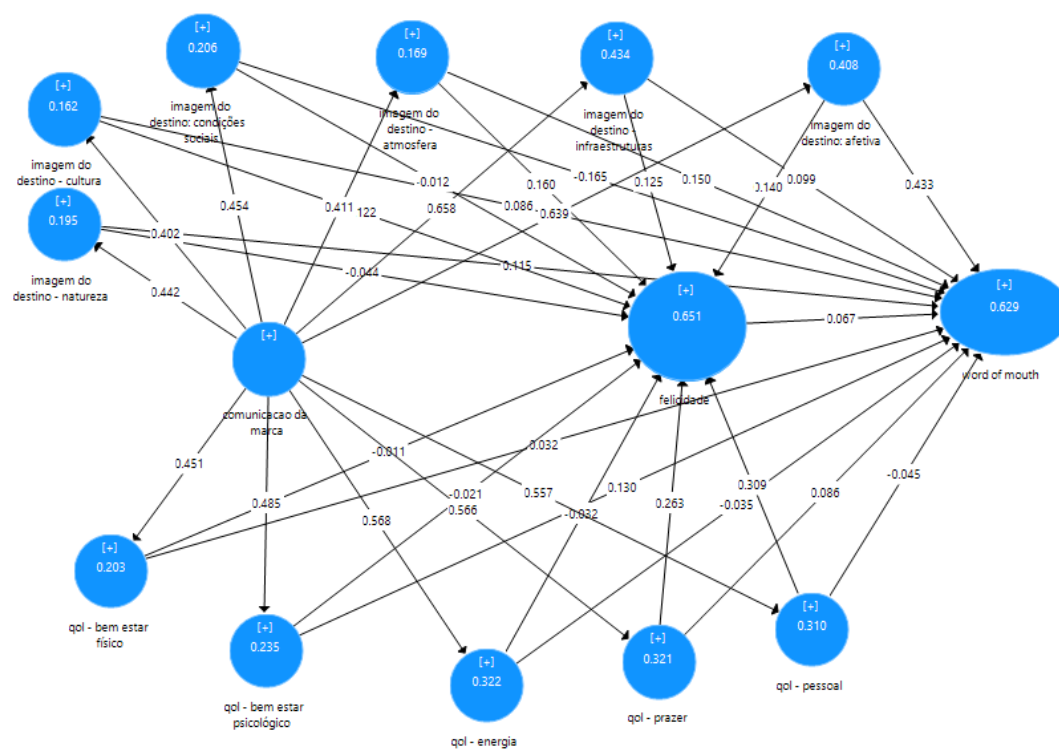 [+]
0.206
imagem do
destino: condições
sociais
[+]
0.169
imagem do
destino -
atmosfera
[+]
0.434
imagem do
destino -
infraestruturas
[+]
0.408
imagem do
destino: afetiva
[+]
0.162
imagem do
destino - cultura
[+]
0.195
imagem do
destino - natureza
-0.012
0.160
-0.165
0.125
0.150
0.140
0.099
0.433
0.454
0.411
122
0.658
0.086
0.639
0.402
-0.044
0.115
0.442
[+]
comunicacao da
marca
[+]
0.651
felicidade
0.067
[+]
0.629
word of mouth
0.451
0.485
-0.011
0.568
-0.021
0.566
0.557
0.032
-0.032
0.130
0.263
0.309
-0.035
0.086
-0.045
[+]
0.203
qol - bem estar
físico
[+]
0.235
qol - bem estar
psicológico
[+]
0.322
qol - energia
[+]
0.321
qol - prazer
[+]
0.310
qol - pessoal